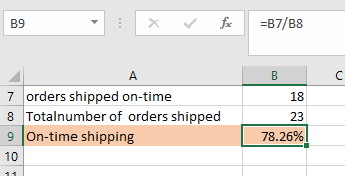 B9 fx =B7/B8
A B C
7 orders shipped on-time 18
8 Totalnumber of orders shipped 23
9 On-time shipping 78.26%
10
11